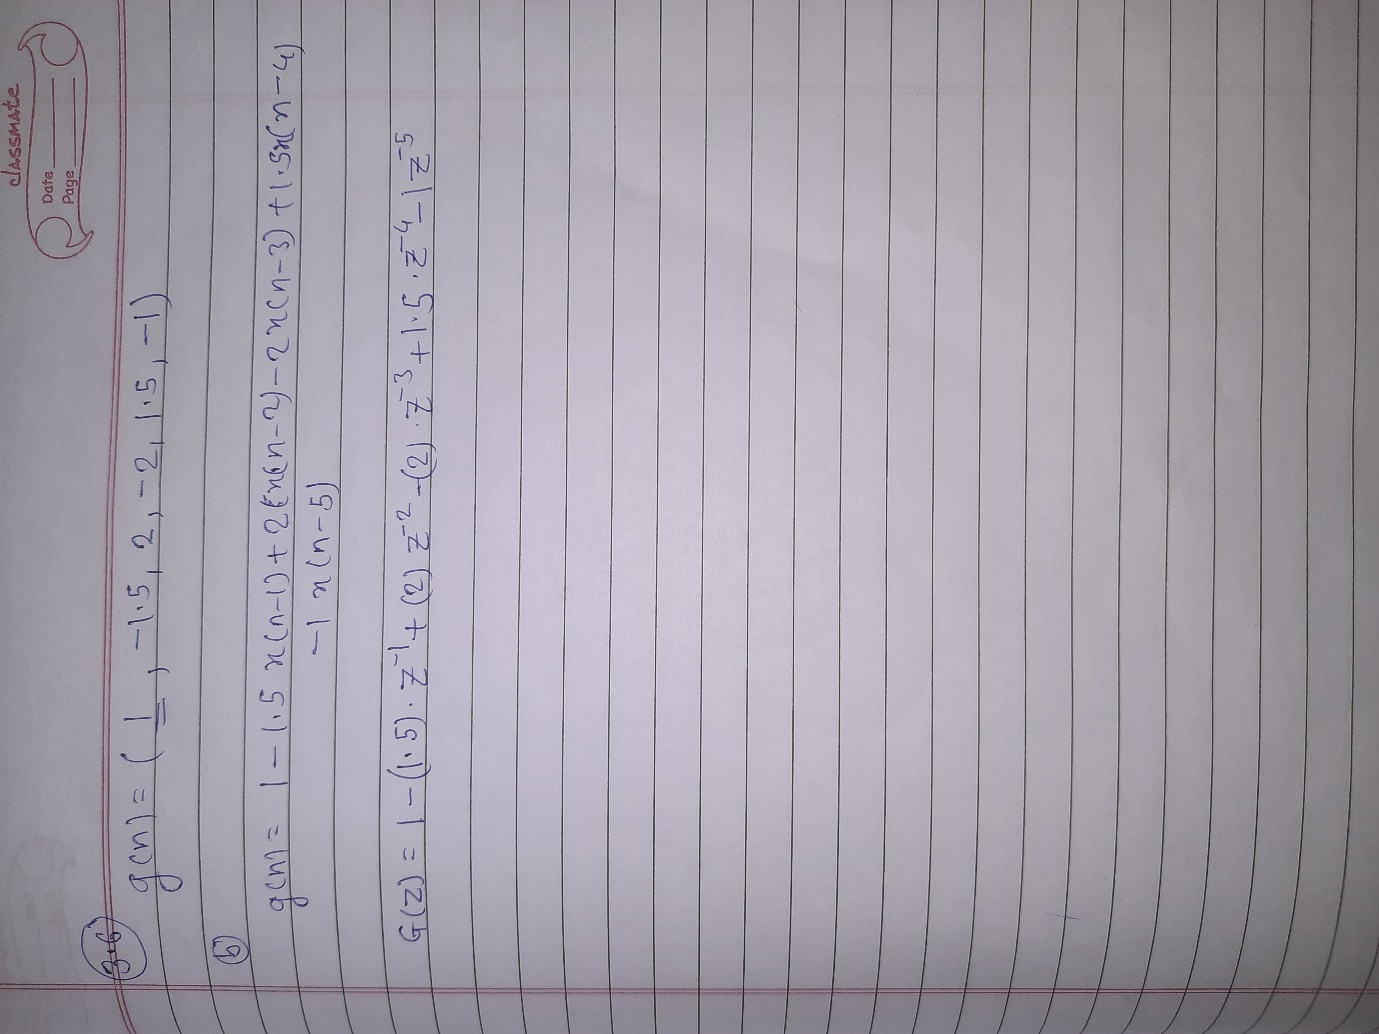 classmate
Date
Page
3.6
g(n) = ( 1 , -1.5, 2, -2, 1.5, -1)
b
g(n) = 1 - 1.5 x(n-1) + 2 x(n-2) - 2 x(n-3) + 1.5x(n-4)
-1 x(n-5)
G(z) = 1 - (1.5) . z^-1 + (2) z^-2 - (2) . z^-3 + 1.5 . z^-4 - 1 z^-5